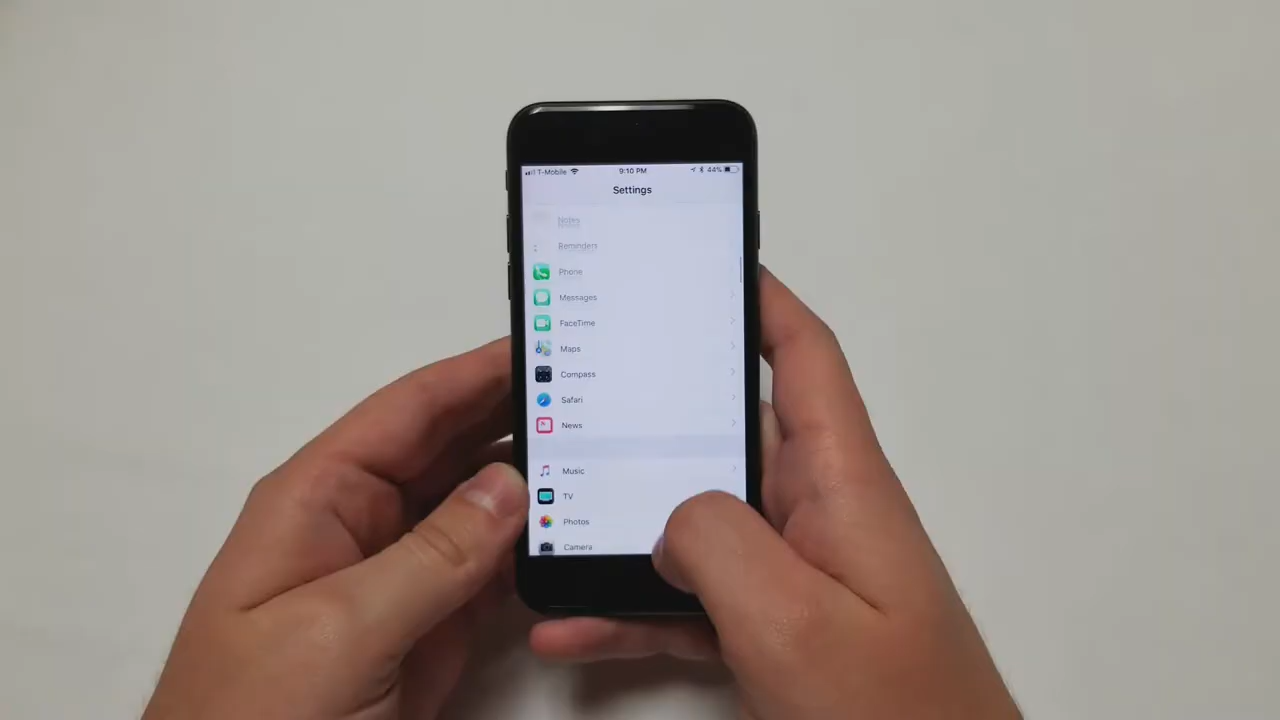 T-Mobile 9:10 PM 44%
Settings
Notes
Reminders
Phone
Messages
FaceTime
Maps
Compass
Safari
News
Music
TV
Photos
Camera